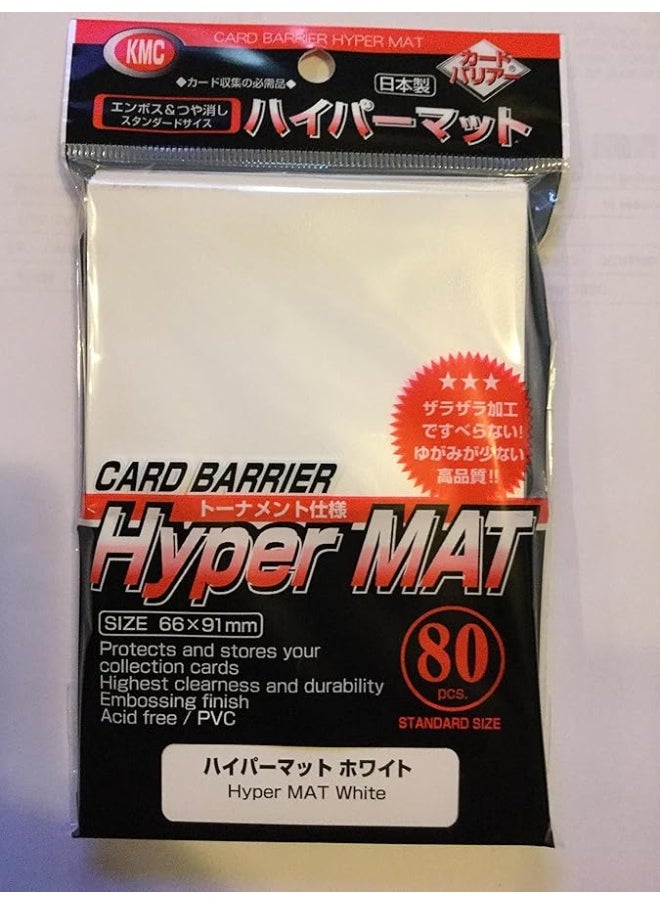 KMC
CARD BARRIER HYPER MAT
カード
バリアー®
◆カード収集の必需品◆
日本製
エンボス&つや消し
スタンダードサイズ
ハイパーマット
★★★
ザラザラ加工
ですべらない!
ゆがみが少ない
高品質!!
CARD BARRIER
トーナメント仕様
Hyper MAT
SIZE 66×91mm
Protects and stores your
collection cards
Highest clearness and durability
Embossing finish
Acid free / PVC
80
pcs.
STANDARD SIZE
ハイパーマット ホワイト
Hyper MAT White